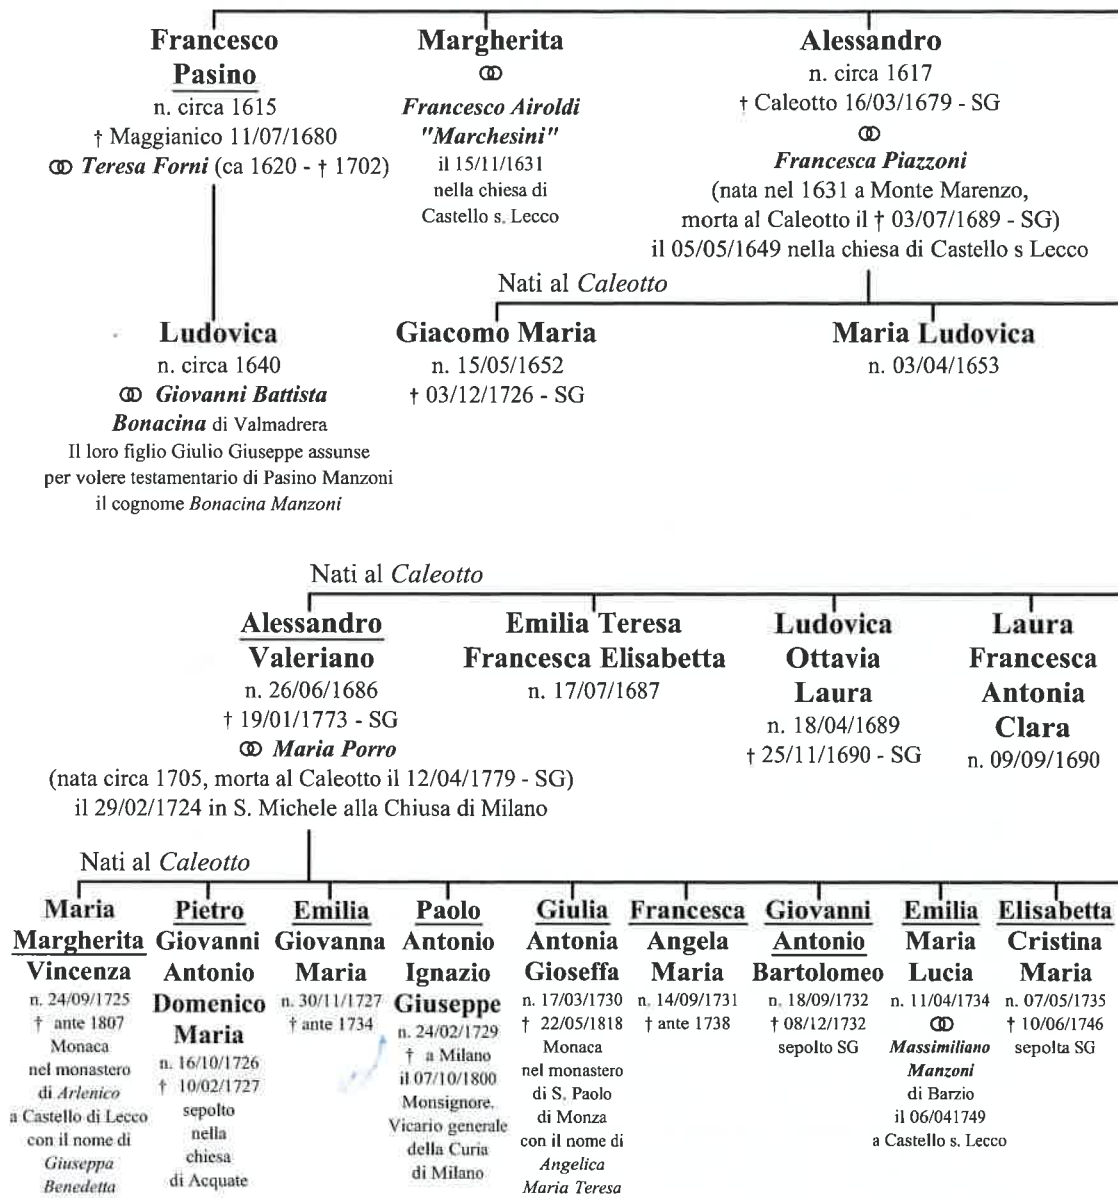 Francesco
Pasino
n. circa 1615
† Maggianico 11/07/1680
⚭ Teresa Forni (ca 1620 - † 1702)
Margherita
⚭
Francesco Airoldi
"Marchesini"
il 15/11/1631
nella chiesa di
Castello s. Lecco
Alessandro
n. circa 1617
† Caleotto 16/03/1679 - SG
⚭
Francesca Piazzoni
(nata nel 1631 a Monte Marenzo,
morta al Caleotto il † 03/07/1689 - SG)
il 05/05/1649 nella chiesa di Castello s Lecco
Nati al Caleotto
Ludovica
n. circa 1640
⚭ Giovanni Battista
Bonacina di Valmadrera
Il loro figlio Giulio Giuseppe assunse
per volere testamentario di Pasino Manzoni
il cognome Bonacina Manzoni
Giacomo Maria
n. 15/05/1652
† 03/12/1726 - SG
Maria Ludovica
n. 03/04/1653
Nati al Caleotto
Alessandro
Valeriano
n. 26/06/1686
† 19/01/1773 - SG
⚭ Maria Porro
(nata circa 1705, morta al Caleotto il 12/04/1779 - SG)
il 29/02/1724 in S. Michele alla Chiusa di Milano
Emilia Teresa
Francesca Elisabetta
n. 17/07/1687
Ludovica
Ottavia
Laura
n. 18/04/1689
† 25/11/1690 - SG
Laura
Francesca
Antonia
Clara
n. 09/09/1690
Nati al Caleotto
Maria
Margherita
Vincenza
n. 24/09/1725
† ante 1807
Monaca
nel monastero
di Arlenico
a Castello di Lecco
con il nome di
Giuseppa
Benedetta
Pietro
Giovanni
Antonio
Domenico
Maria
n. 16/10/1726
† 10/02/1727
sepolto
nella
chiesa
di Acquate
Emilia
Giovanna
Maria
n. 30/11/1727
† ante 1734
Paolo
Antonio
Ignazio
Giuseppe
n. 24/02/1729
† a Milano
il 07/10/1800
Monsignore,
Vicario generale
della Curia
di Milano
Giulia
Antonia
Gioseffa
n. 17/03/1730
† 22/05/1818
Monaca
nel monastero
di S. Paolo
di Monza
con il nome di
Angelica
Maria Teresa
Francesca
Angela
Maria
n. 14/09/1731
† ante 1738
Giovanni
Antonio
Bartolomeo
n. 18/09/1732
† 08/12/1732
sepolto SG
Emilia
Maria
Lucia
n. 11/04/1734
⚭
Massimiliano
Manzoni
di Barzio
il 06/041749
a Castello s. Lecco
Elisabetta
Cristina
Maria
n. 07/05/1735
† 10/06/1746
sepolta SG